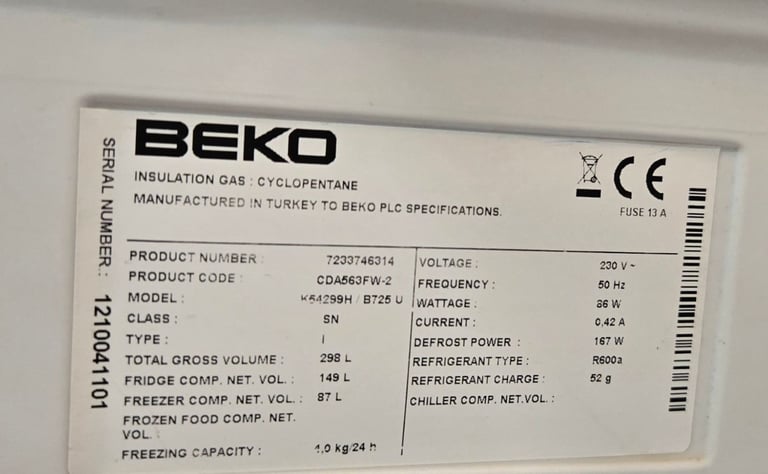 BEKO
INSULATION GAS : CYCLOPENTANE
MANUFACTURED IN TURKEY TO BEKO PLC SPECIFICATIONS.
CE
FUSE 13 A
SERIAL NUMBER.: 1210041101
PRODUCT NUMBER : 7233746314
PRODUCT CODE : CDA563FW-2
MODEL : K54299H / B725 U
CLASS : SN
TYPE : I
TOTAL GROSS VOLUME : 298 L
FRIDGE COMP. NET. VOL. : 149 L
FREEZER COMP. NET. VOL. : 87 L
FROZEN FOOD COMP. NET.
VOL. :
FREEZING CAPACITY : 4,0 kg/24 h
VOLTAGE : 230 V ~
FREQUENCY : 50 Hz
WATTAGE : 86 W
CURRENT : 0,42 A
DEFROST POWER : 167 W
REFRIGERANT TYPE : R600a
REFRIGERANT CHARGE : 52 g
CHILLER COMP. NET.VOL. :